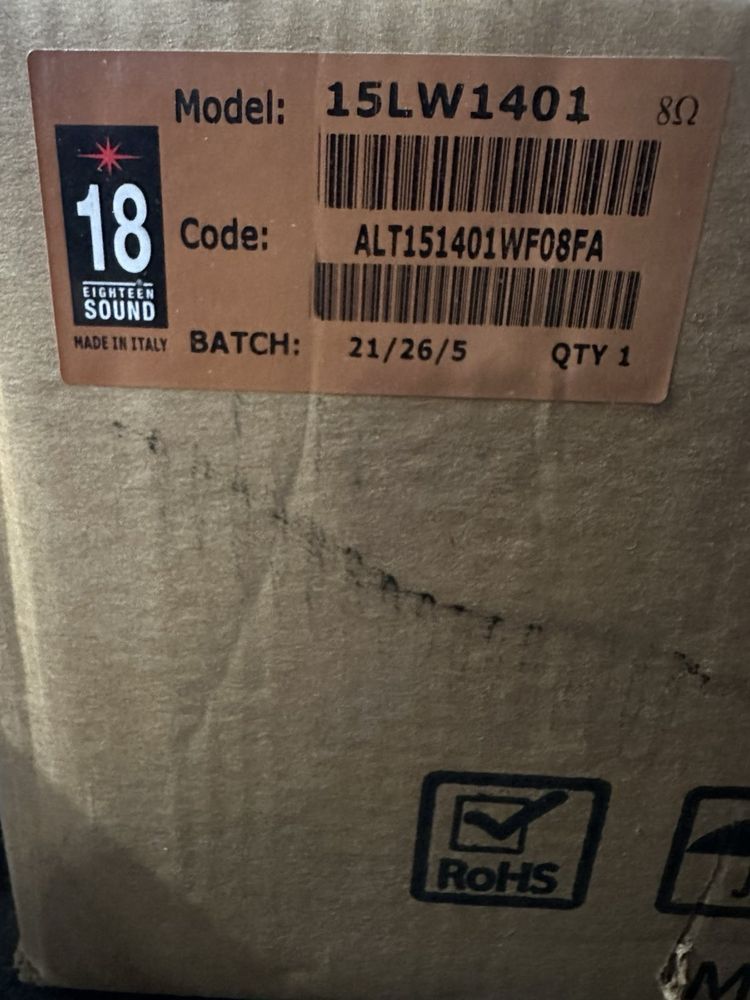 Model: 15LW1401 8Ω
18
EIGHTEEN
SOUND
Code: ALT151401WF08FA
MADE IN ITALY
BATCH: 21/26/5 QTY 1
RoHS